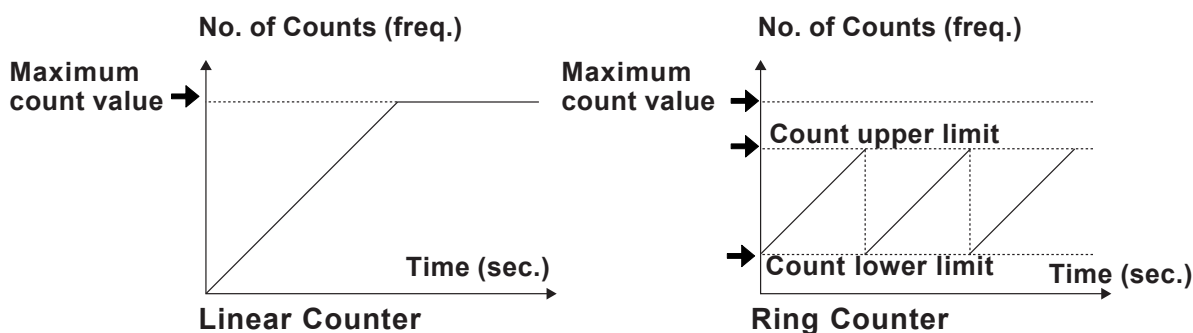 No. of Counts (freq.)
Maximum
count value
Time (sec.)
Linear Counter
No. of Counts (freq.)
Maximum
count value
Count upper limit
Count lower limit
Time (sec.)
Ring Counter